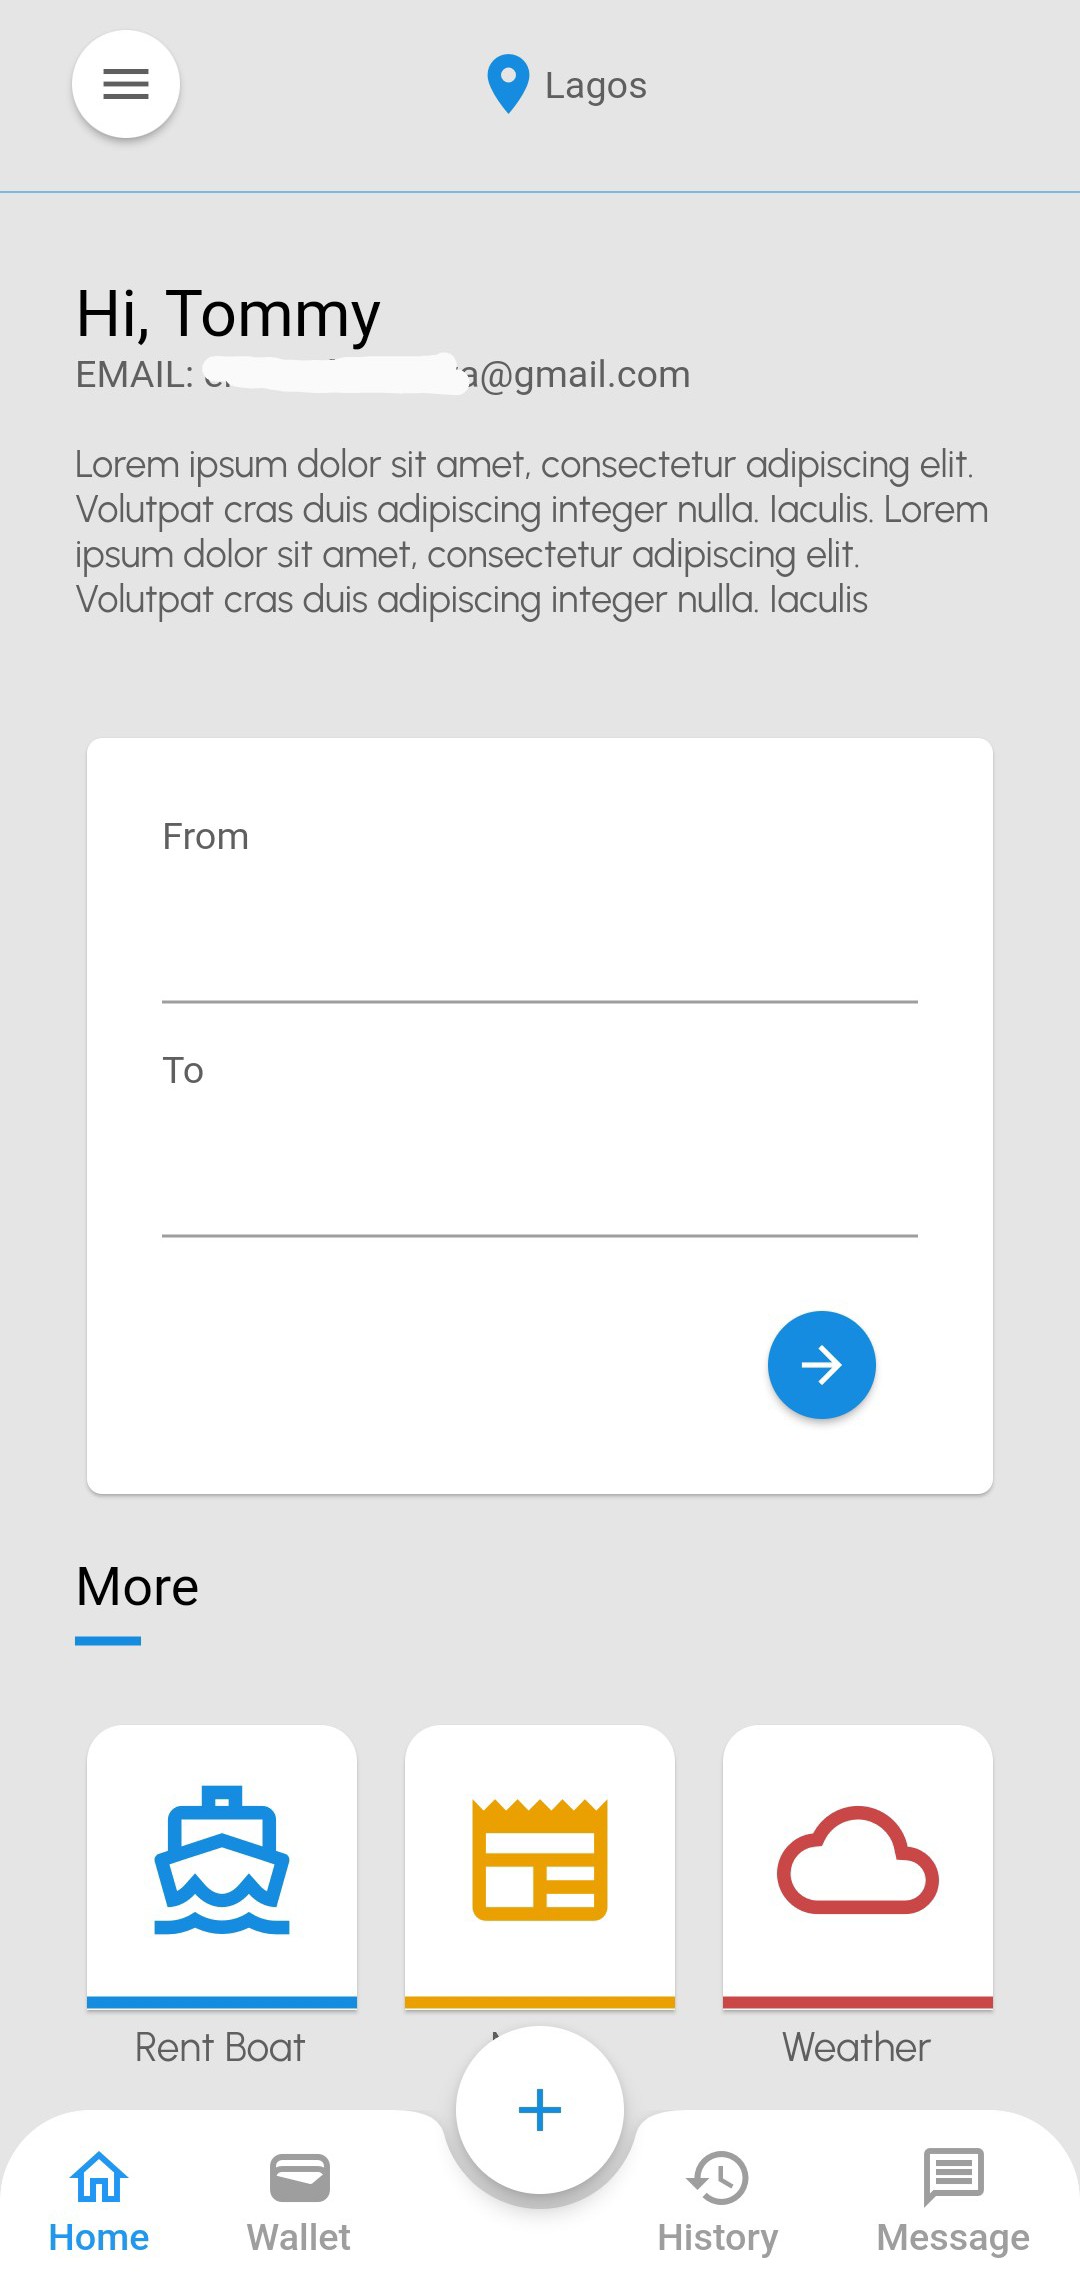 Lagos
Hi, Tommy
EMAIL: a@gmail.com
Lorem ipsum dolor sit amet, consectetur adipiscing elit.
Volutpat cras duis adipiscing integer nulla. Iaculis. Lorem
ipsum dolor sit amet, consectetur adipiscing elit.
Volutpat cras duis adipiscing integer nulla. Iaculis
From
To
More
Rent Boat
Weather
Home
Wallet
History
Message